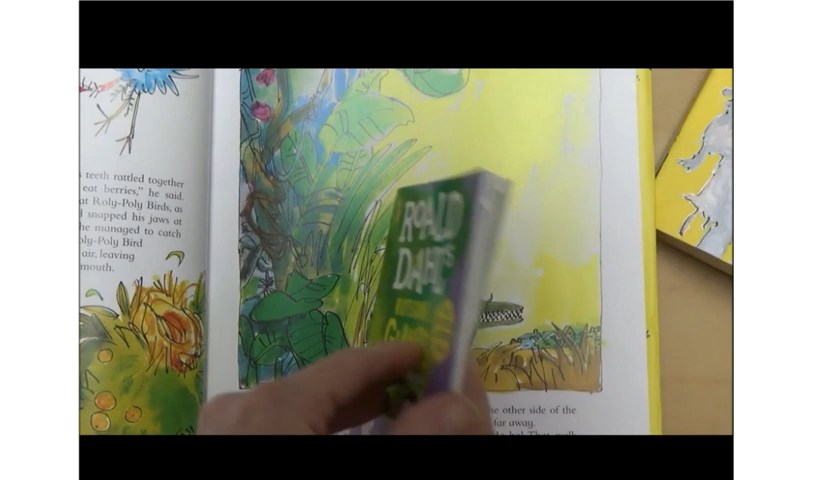 teeth rattled together
eat berries," he said.
at Roly-Poly Birds, as
snapped his jaws at
he managed to catch
oly-Poly Bird
air, leaving
mouth.
ROALD
DAHL'S
other side of the
far away.